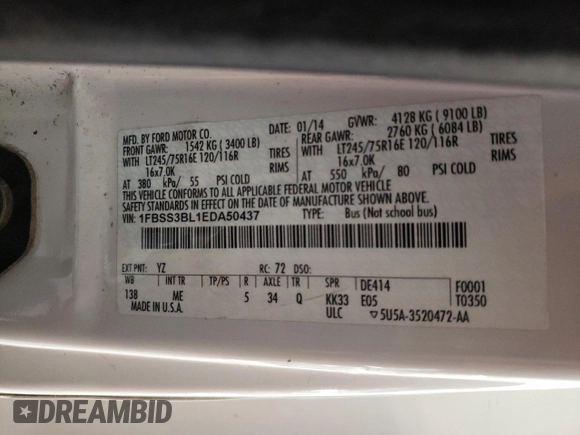 MFD. BY FORD MOTOR CO. 01/14 GVWR: 4128 KG ( 9100 LB)
FRONT GAWR: 1542 KG ( 3400 LB) REAR GAWR: 2760 KG ( 6084 LB)
WITH LT245/75R16E 120/116R TIRES WITH LT245/75R16E 120/116R TIRES
16x7.0K RIMS 16x7.0K RIMS
AT 380 kPa/ 55 PSI COLD AT 550 kPa/ 80 PSI COLD
THIS VEHICLE CONFORMS TO ALL APPLICABLE FEDERAL MOTOR VEHICLE
SAFETY STANDARDS IN EFFECT ON THE DATE OF MANUFACTURE SHOWN ABOVE.
VIN: 1FBSS3BL1EDA50437 TYPE: Bus (Not school bus)
EXT PNT: YZ RC: 72 DSO:
WB INT TR TP/PS R AXLE TR SPR DE414 F0001
138 ME 5 34 Q KK33 E05 T0350
MADE IN U.S.A. ULC ▽5U5A-3520472-AA
DREAMBID